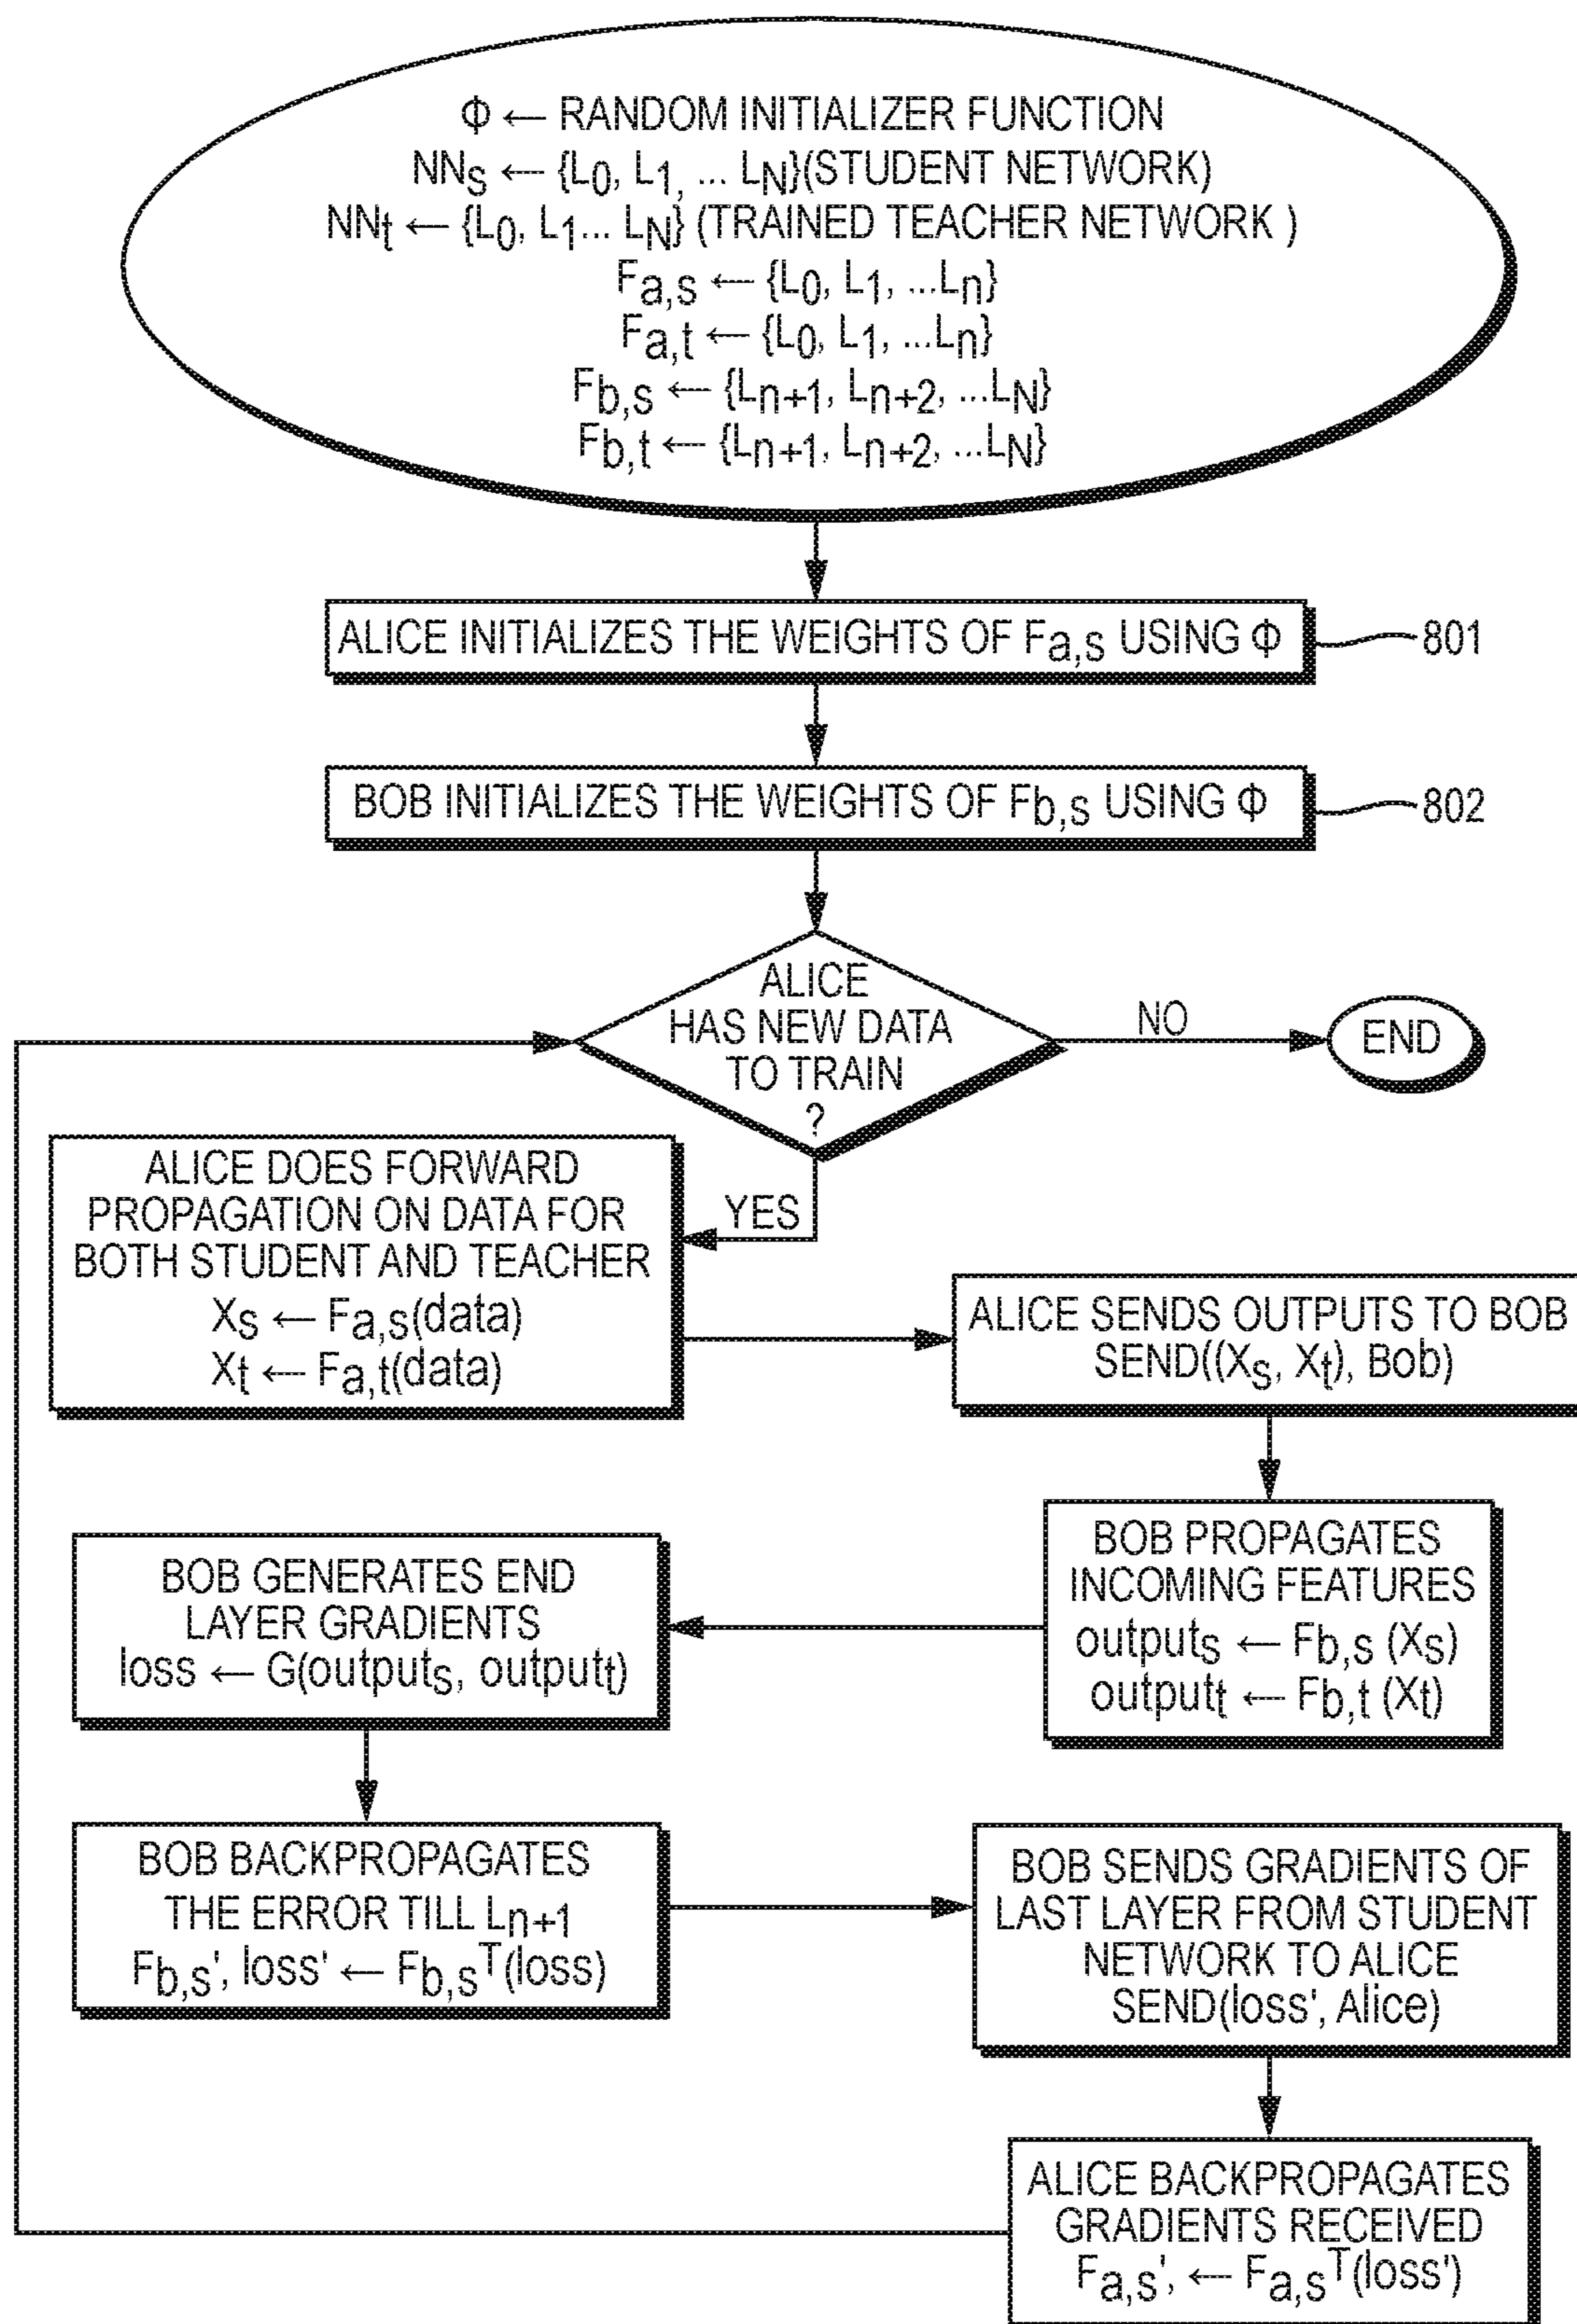 Φ ← RANDOM INITIALIZER FUNCTION
NNs ← {L0, L1, ... LN}(STUDENT NETWORK)
NNt ← {L0, L1... LN} (TRAINED TEACHER NETWORK )
Fa,s ← {L0, L1, ...Ln}
Fa,t ← {L0, L1, ...Ln}
Fb,s ← {Ln+1, Ln+2, ...LN}
Fb,t ← {Ln+1, Ln+2, ...LN}
ALICE INITIALIZES THE WEIGHTS OF Fa,s USING Φ
801
BOB INITIALIZES THE WEIGHTS OF Fb,s USING Φ
802
ALICE
HAS NEW DATA
TO TRAIN
?
NO
END
YES
ALICE DOES FORWARD
PROPAGATION ON DATA FOR
BOTH STUDENT AND TEACHER
Xs ← Fa,s(data)
Xt ← Fa,t(data)
ALICE SENDS OUTPUTS TO BOB
SEND((Xs, Xt), Bob)
BOB PROPAGATES
INCOMING FEATURES
outputs ← Fb,s (Xs)
outputt ← Fb,t (Xt)
BOB GENERATES END
LAYER GRADIENTS
loss ← G(outputs, outputt)
BOB BACKPROPAGATES
THE ERROR TILL Ln+1
Fb,s', loss' ← Fb,sT(loss)
BOB SENDS GRADIENTS OF
LAST LAYER FROM STUDENT
NETWORK TO ALICE
SEND(loss', Alice)
ALICE BACKPROPAGATES
GRADIENTS RECEIVED
Fa,s', ← Fa,sT(loss')